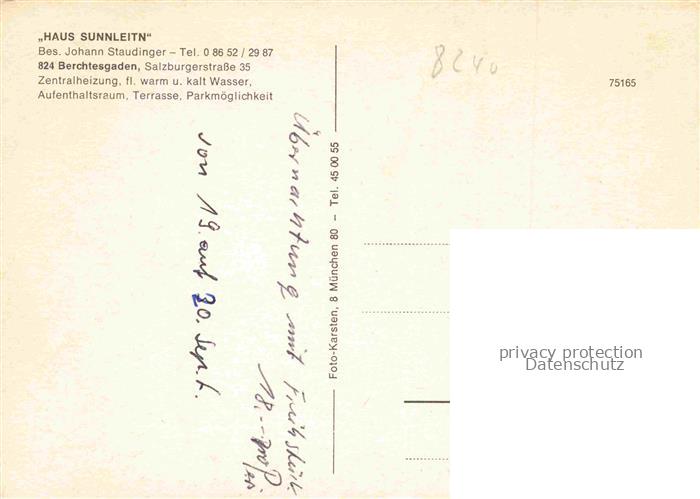 „HAUS SUNNLEITN"
Bes. Johann Staudinger – Tel. 0 86 52 / 29 87
824 Berchtesgaden, Salzburgerstraße 35
Zentralheizung, fl. warm u. kalt Wasser,
Aufenthaltsraum, Terrasse, Parkmöglichkeit
8240
75165
Übernachtung mit Frühstück
18.–
von 19. auf 20. Sept.
Foto-Karsten, 8 München 80 – Tel. 45 00 55
privacy protection
Datenschutz